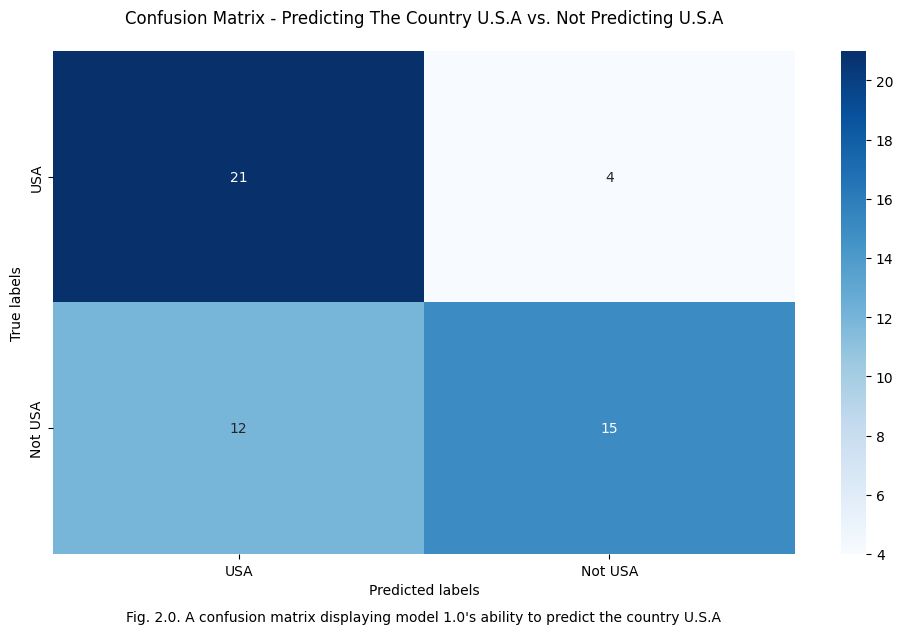 Confusion Matrix - Predicting The Country U.S.A vs. Not Predicting U.S.A
USA
Not USA
True labels
21
4
12
15
USA
Not USA
Predicted labels
20
18
16
14
12
10
8
6
4
Fig. 2.0. A confusion matrix displaying model 1.0's ability to predict the country U.S.A